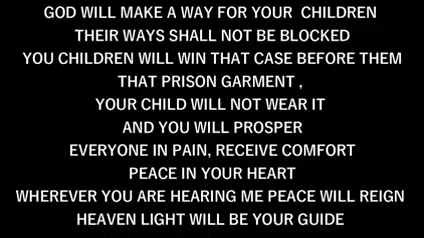 GOD WILL MAKE A WAY FOR YOUR CHILDREN
THEIR WAYS SHALL NOT BE BLOCKED
YOU CHILDREN WILL WIN THAT CASE BEFORE THEM
THAT PRISON GARMENT ,
YOUR CHILD WILL NOT WEAR IT
AND YOU WILL PROSPER
EVERYONE IN PAIN, RECEIVE COMFORT
PEACE IN YOUR HEART
WHEREVER YOU ARE HEARING ME PEACE WILL REIGN
HEAVEN LIGHT WILL BE YOUR GUIDE